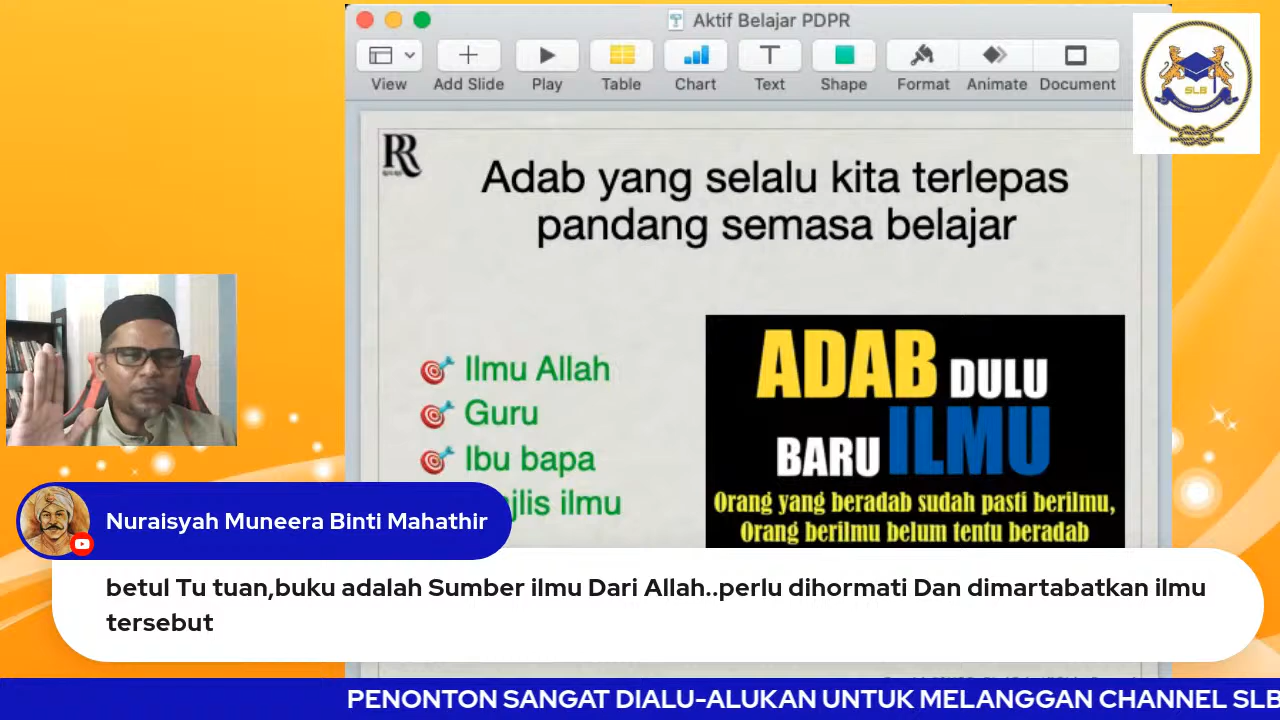 Aktif Belajar PDPR
View
Add Slide
Play
Table
Chart
Text
Shape
Format
Animate
Document
SLB
RR
Adab yang selalu kita terlepas
pandang semasa belajar
Ilmu Allah
Guru
Ibu bapa
ilmu
ADAB DULU
BARU ILMU
Orang yang beradab sudah pasti berilmu,
Orang berilmu belum tentu beradab
Nuraisyah Muneera Binti Mahathir
betul Tu tuan,buku adalah Sumber ilmu Dari Allah..perlu dihormati Dan dimartabatkan ilmu
tersebut
PENONTON SANGAT DIALU-ALUKAN UNTUK MELANGGAN CHANNEL SLB